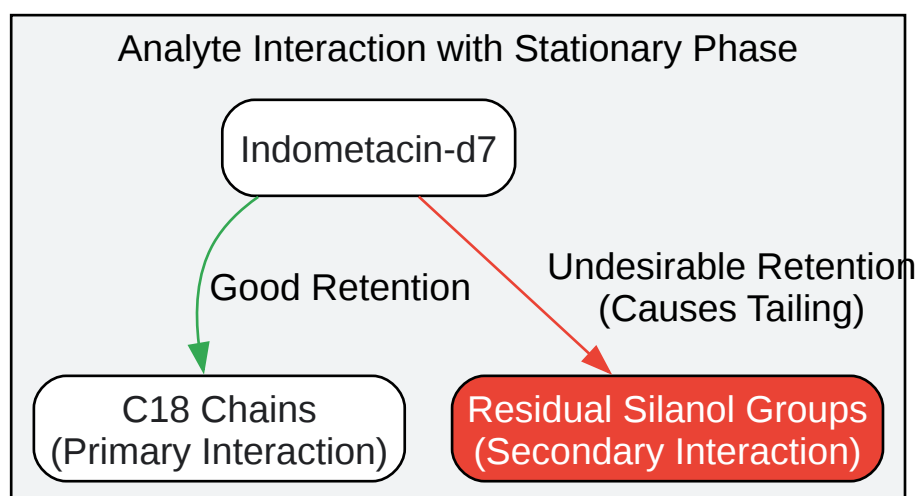 Analyte Interaction with Stationary Phase
Indometacin-d7
Good Retention
Undesirable Retention
(Causes Tailing)
C18 Chains
(Primary Interaction)
Residual Silanol Groups
(Secondary Interaction)